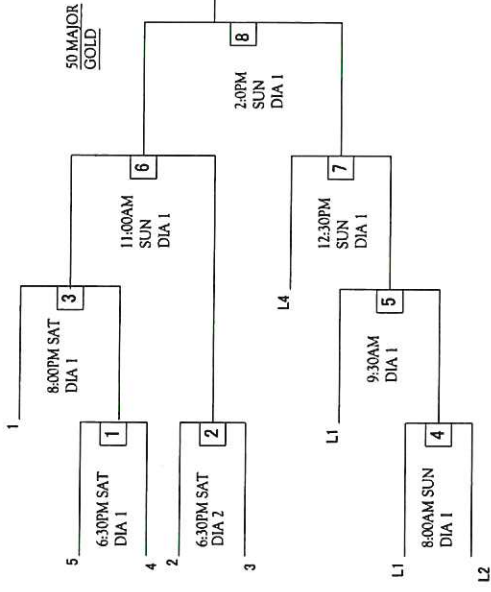 50 MAJOR
GOLD
1
8:00PM SAT
DIA 1
3
5
6:30PM SAT
DIA 1
1
4
2
6:30PM SAT
DIA 2
2
3
11:00AM
SUN
DIA 1
6
2:0PM
SUN
DIA 1
8
L4
12:30PM
SUN
DIA 1
7
L1
9:30AM
DIA 1
5
L1
8:00AM SUN
DIA 1
4
L2